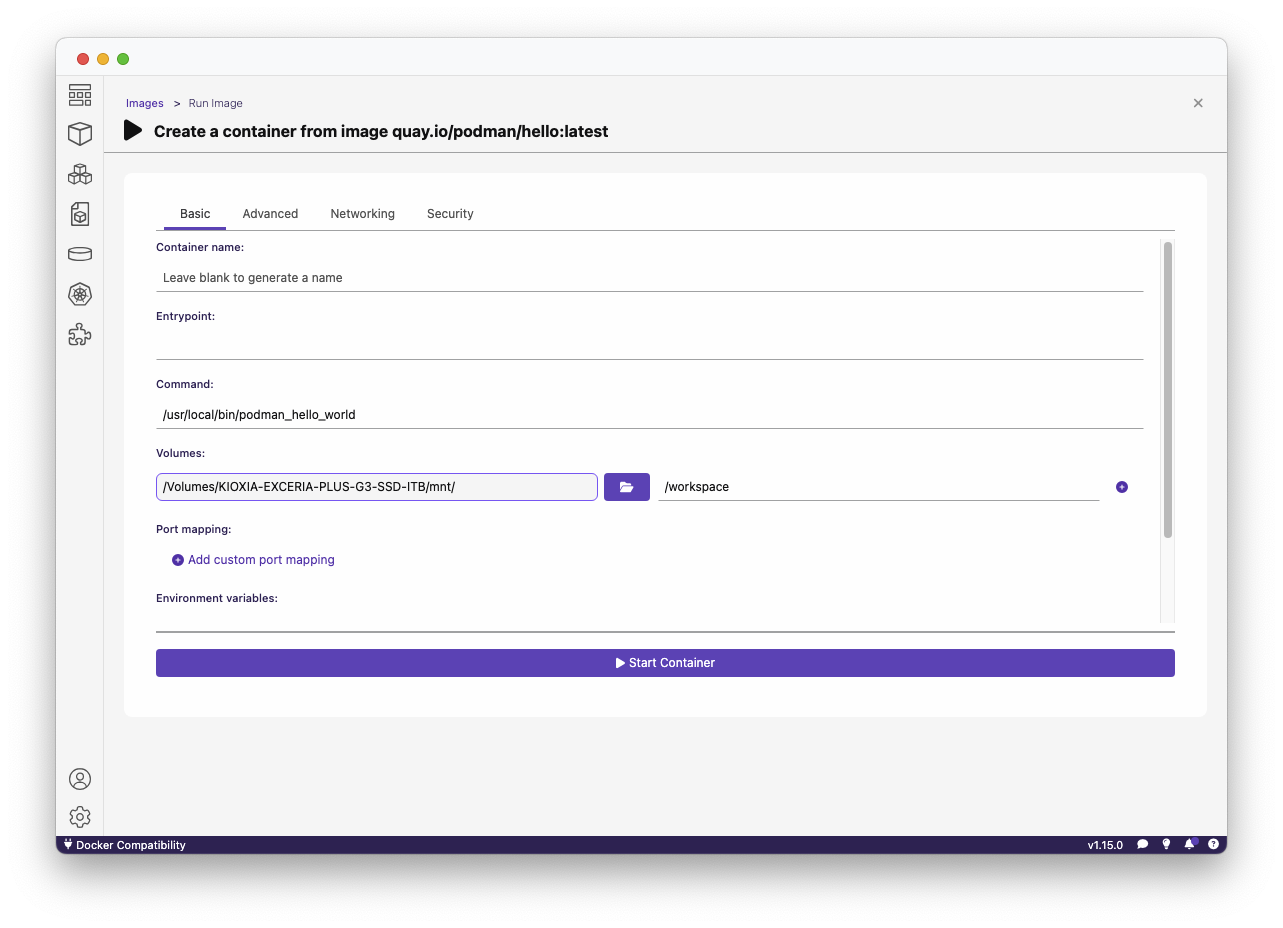 Images > Run Image
Create a container from image quay.io/podman/hello:latest
Basic Advanced Networking Security
Container name:
Leave blank to generate a name
Entrypoint:
Command:
/usr/local/bin/podman_hello_world
Volumes:
/Volumes/KIOXIA-EXCERIA-PLUS-G3-SSD-ITB/mnt/ /workspace
Port mapping:
Add custom port mapping
Environment variables:
Start Container
Docker Compatibility v1.15.0